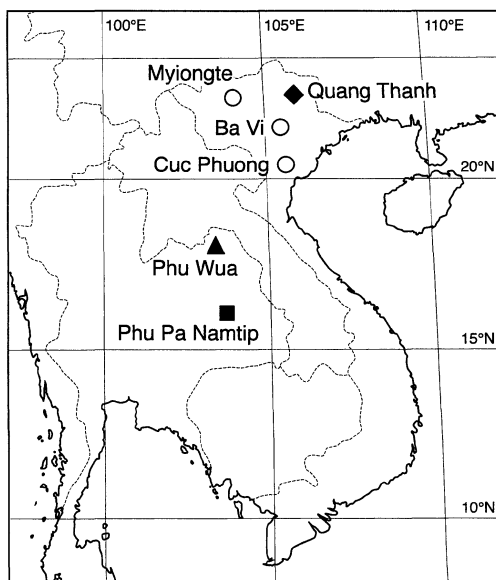 100°E
105°E
110°E
Myiongte
Quang Thanh
Ba Vi
Cuc Phuong
20°N
Phu Wua
Phu Pa Namtip
15°N
10°N